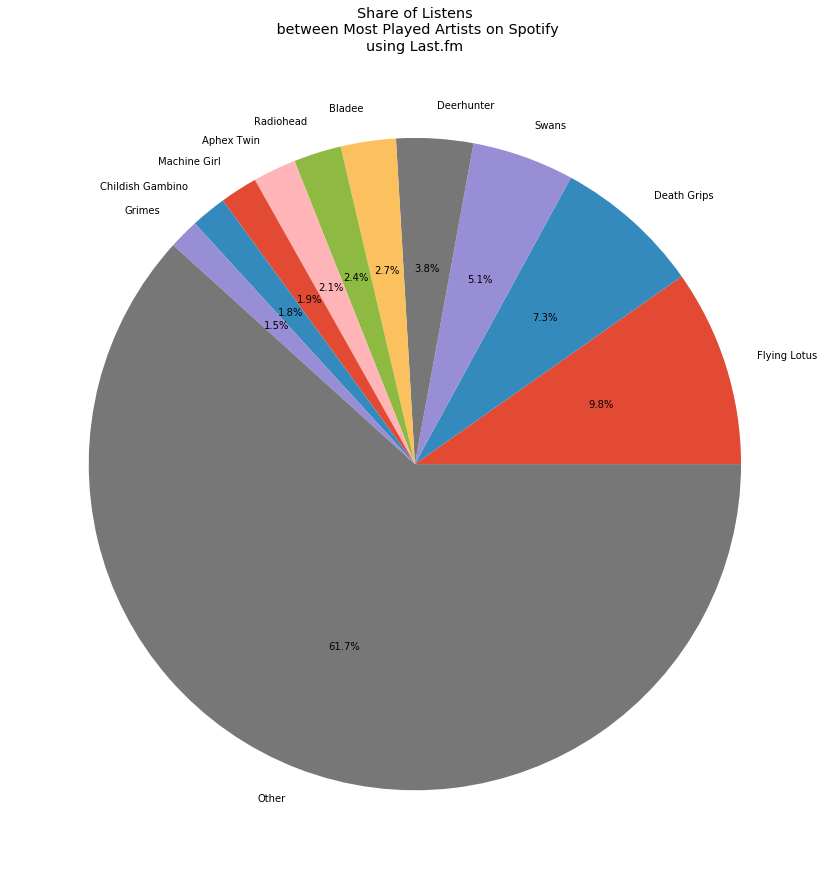 Share of Listens
between Most Played Artists on Spotify
using Last.fm
Deerhunter
Bladee
Radiohead
Swans
Aphex Twin
Machine Girl
Childish Gambino
Death Grips
Grimes
3.8%
2.7%
2.4%
5.1%
2.1%
1.9%
1.8%
7.3%
1.5%
Flying Lotus
9.8%
61.7%
Other